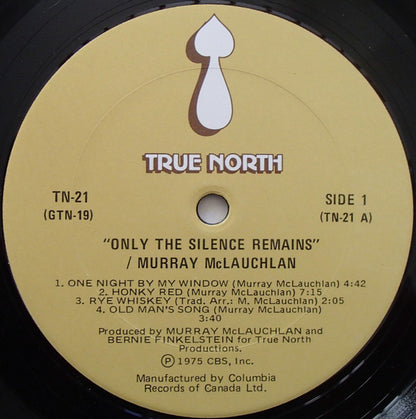 TRUE NORTH
TN-21
(GTN-19)
SIDE 1
(TN-21 A)
"ONLY THE SILENCE REMAINS"
/ MURRAY McLAUCHLAN
1. ONE NIGHT BY MY WINDOW (Murray McLauchlan) 4:42
2. HONKY RED (Murray McLauchlan) 7:15
3. RYE WHISKEY (Trad. Arr.: M. McLauchlan) 2:05
4. OLD MAN'S SONG (Murray McLauchlan)
3:40
Produced by MURRAY McLAUCHLAN and
BERNIE FINKELSTEIN for True North
Productions.
Ⓟ 1975 CBS, Inc.
Manufactured by Columbia
Records of Canada Ltd.